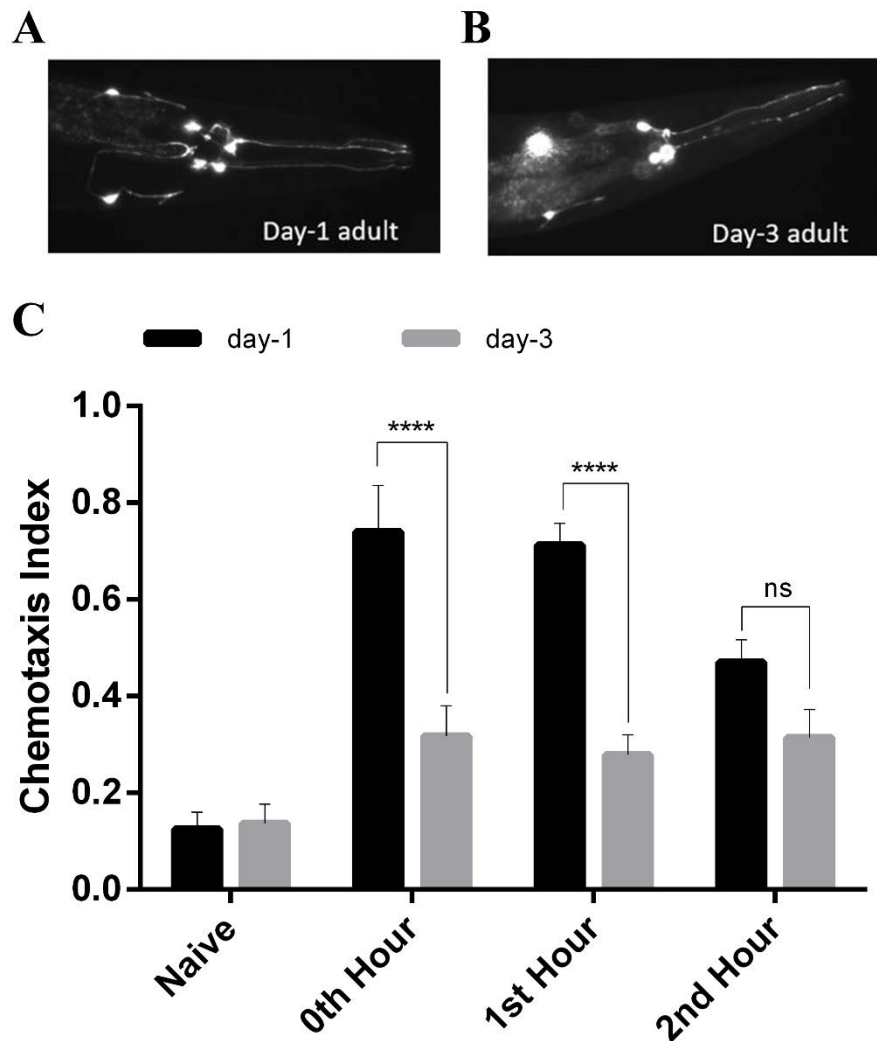 A
B
Day-1 adult
Day-3 adult
C
day-1
day-3
Chemotaxis Index
1.0
0.8
0.6
0.4
0.2
0.0
****
****
ns
Naive
0th Hour
1st Hour
2nd Hour